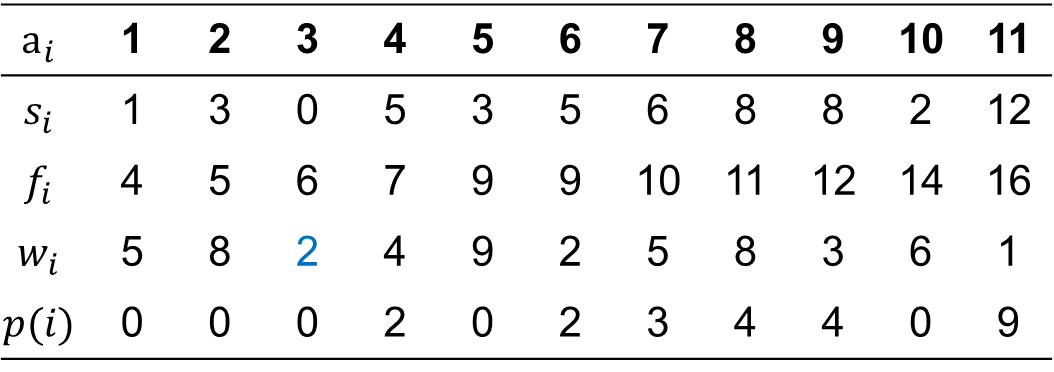 a𝑖 1 2 3 4 5 6 7 8 9 10 11
𝑠𝑖 1 3 0 5 3 5 6 8 8 2 12
𝑓𝑖 4 5 6 7 9 9 10 11 12 14 16
𝑤𝑖 5 8 2 4 9 2 5 8 3 6 1
𝑝(𝑖) 0 0 0 2 0 2 3 4 4 0 9